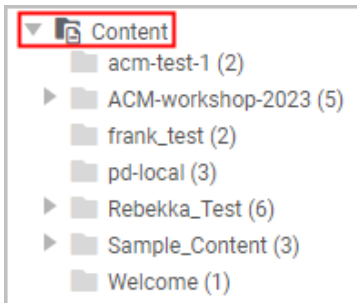 Content
acm-test-1 (2)
ACM-workshop-2023 (5)
frank_test (2)
pd-local (3)
Rebekka_Test (6)
Sample_Content (3)
Welcome (1)